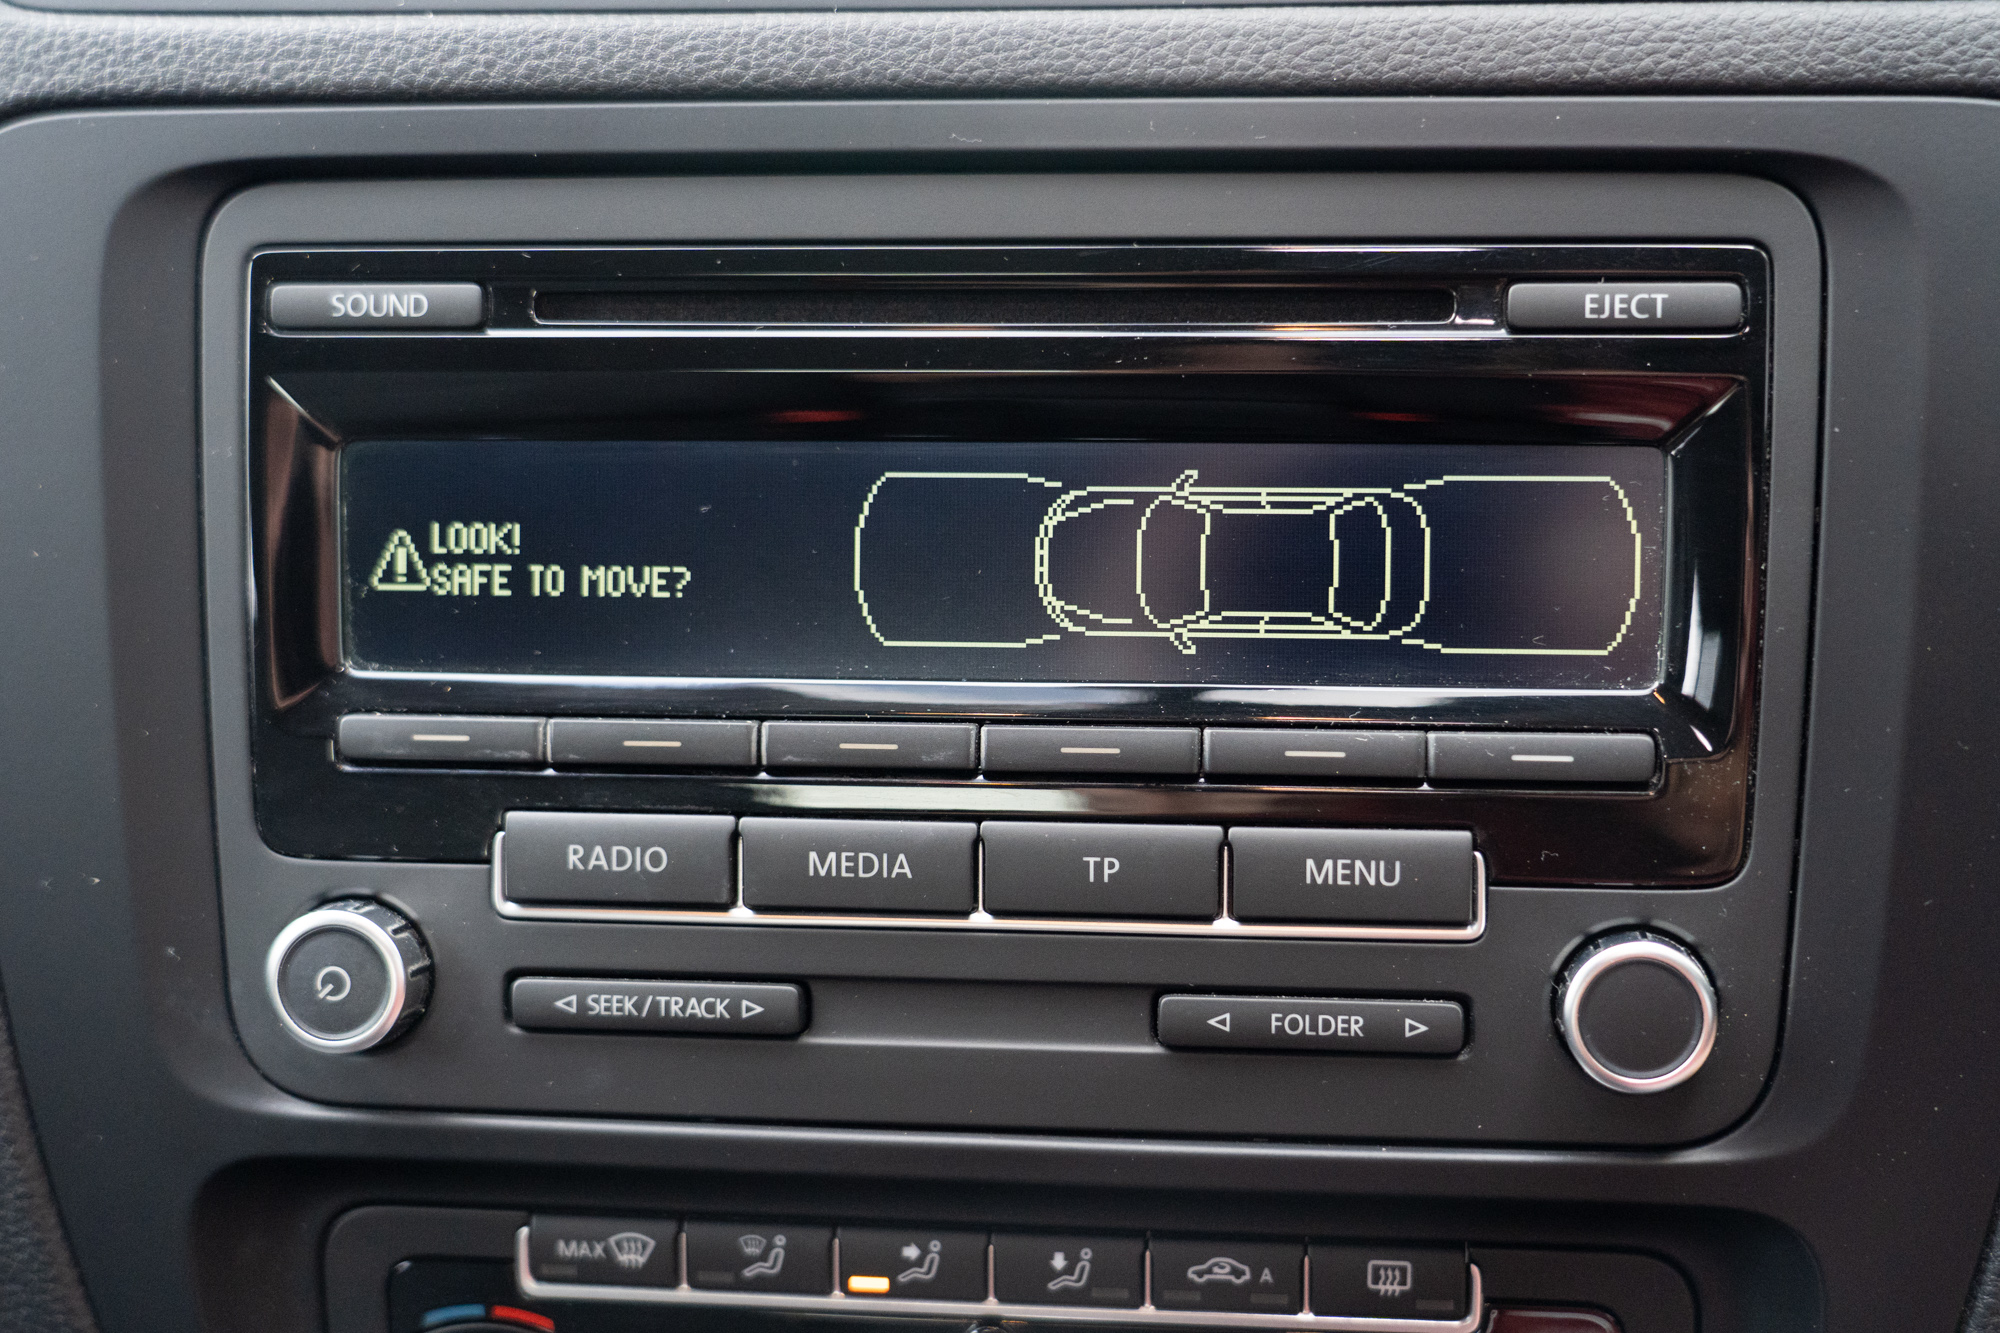 SOUND
EJECT
LOOK!
SAFE TO MOVE?
RADIO
MEDIA
TP
MENU
SEEK/TRACK
FOLDER
MAX
A